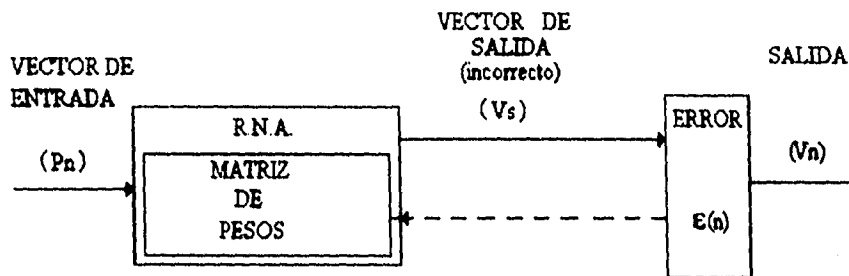 VECTOR DE
ENTRADA
(Pn)
R.N.A.
MATRIZ
DE
PESOS
VECTOR DE
SALIDA
(incorrecto)
(Vs)
ERROR
ε(n)
SALIDA
(Vn)